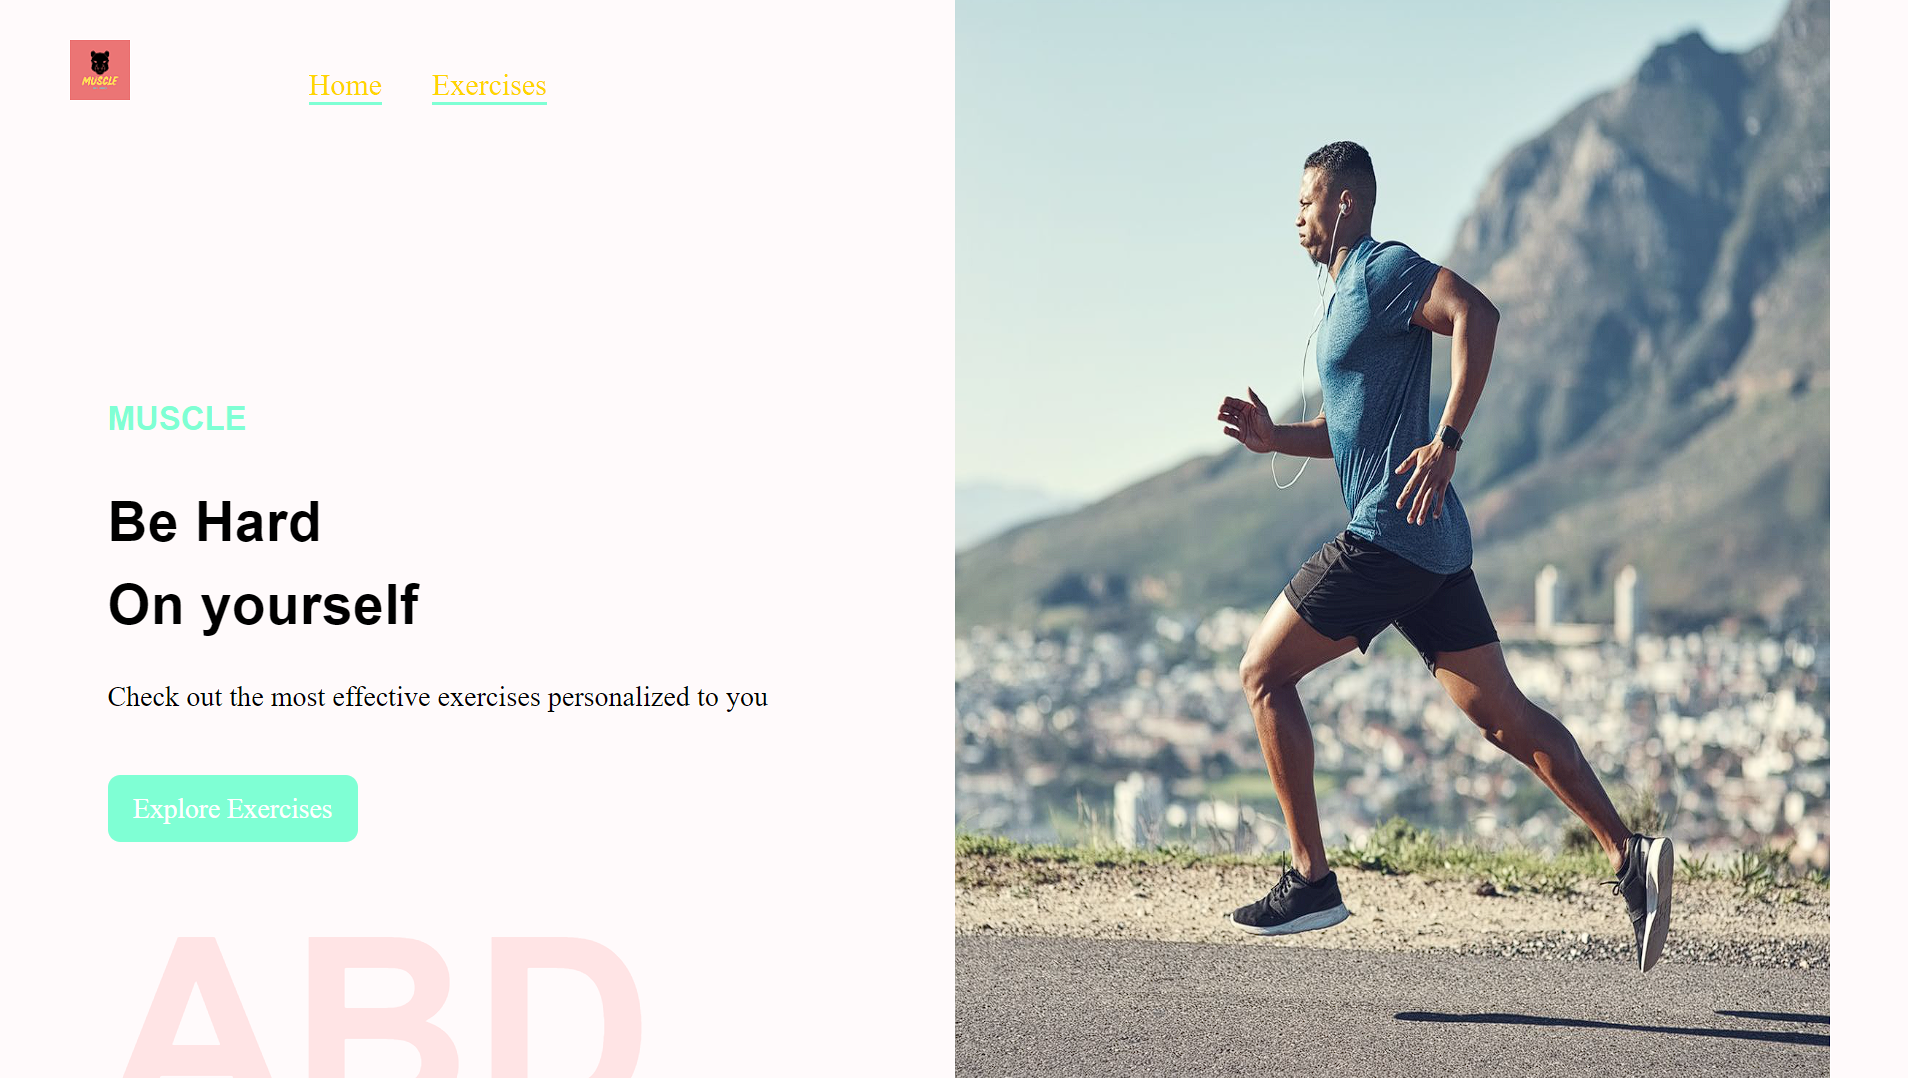 MUSCLE
Home
Exercises
MUSCLE
Be Hard
On yourself
Check out the most effective exercises personalized to you
Explore Exercises
ABD